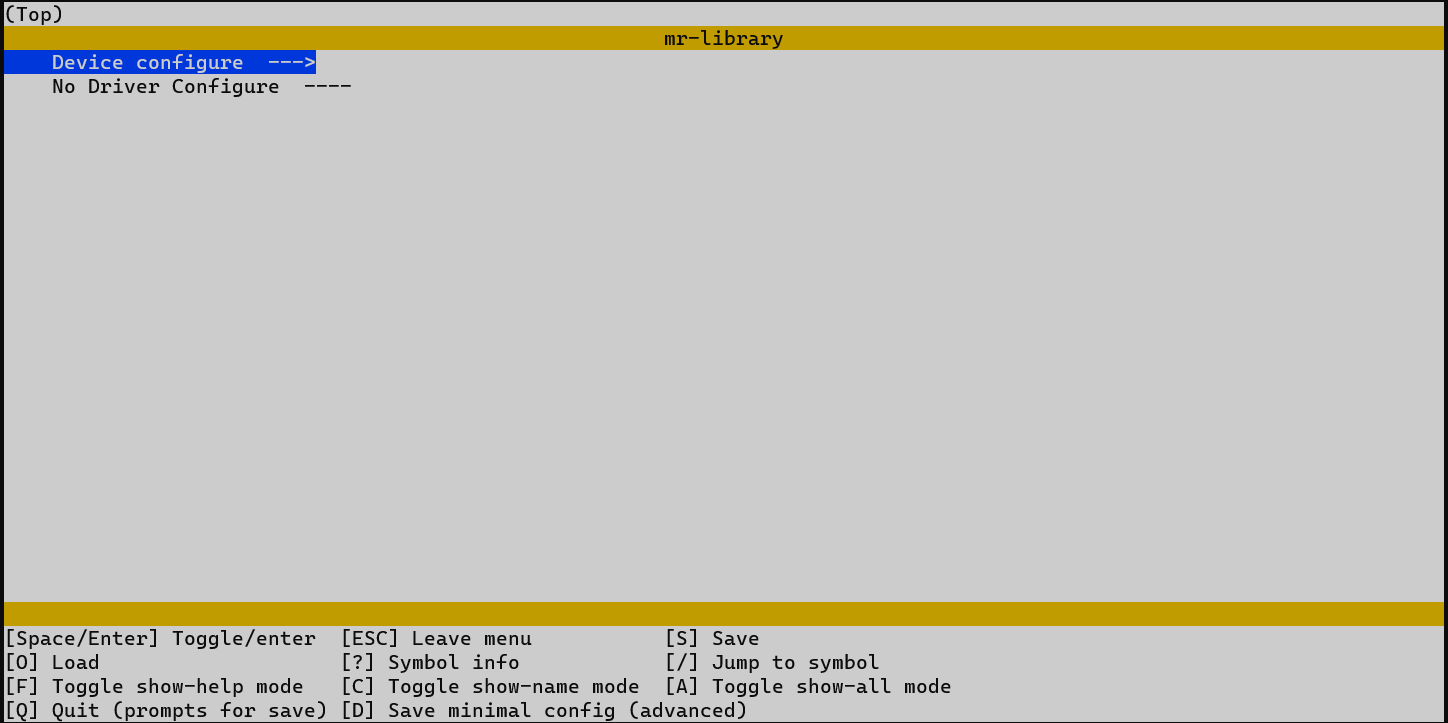 (Top)
mr-library
Device configure  --->
No Driver Configure  ----
[Space/Enter] Toggle/enter  [ESC] Leave menu           [S] Save
[O] Load                    [?] Symbol info            [/] Jump to symbol
[F] Toggle show-help mode   [C] Toggle show-name mode  [A] Toggle show-all mode
[Q] Quit (prompts for save) [D] Save minimal config (advanced)